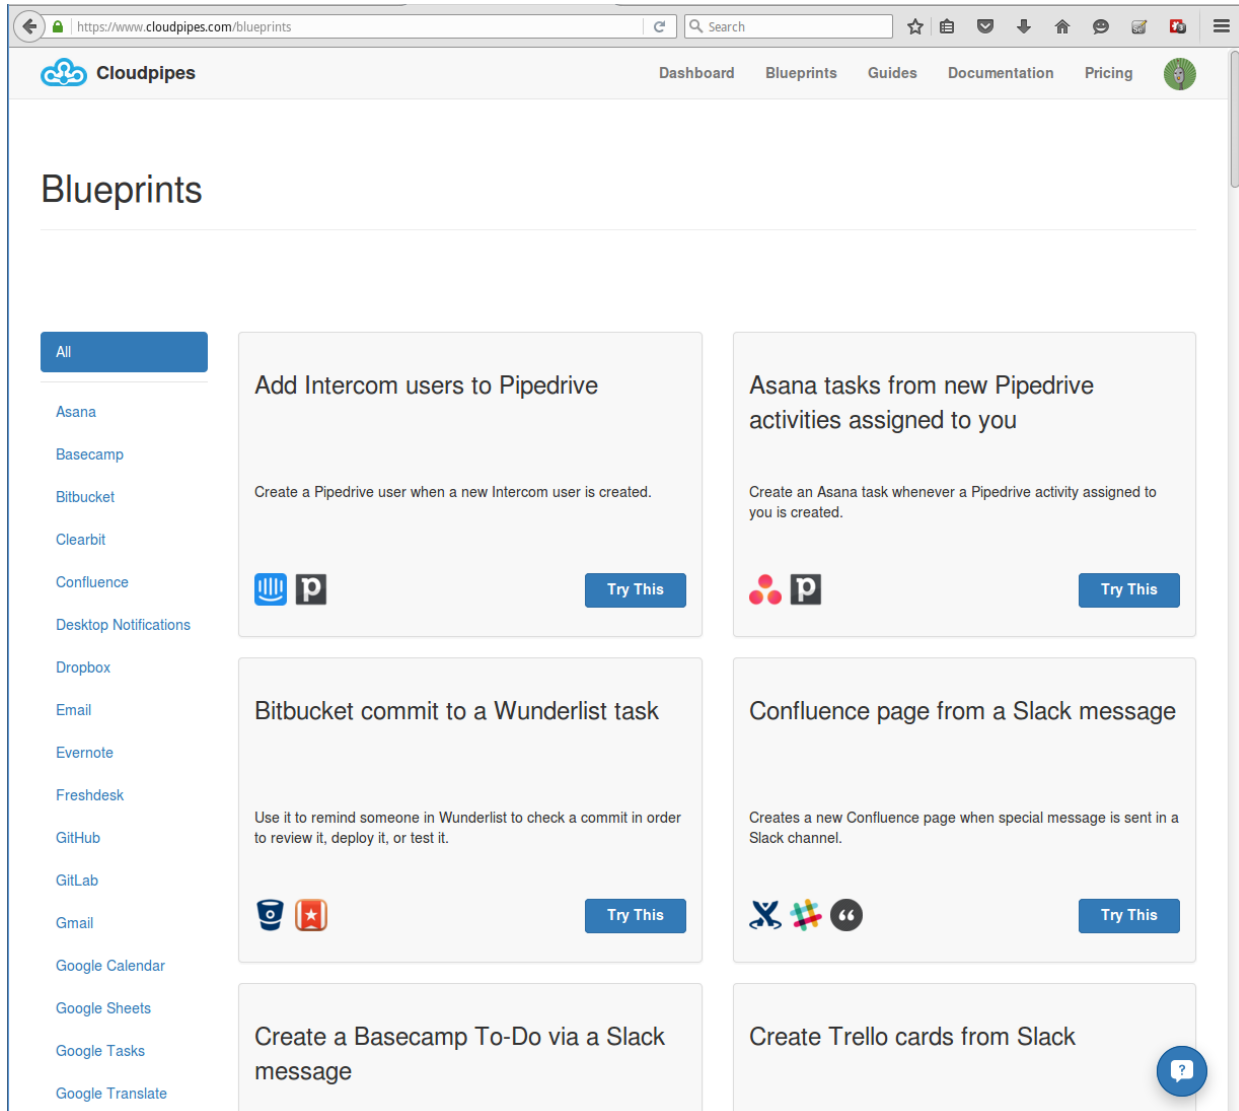 https://www.cloudpipes.com/blueprints
Search
Cloudpipes
Dashboard
Blueprints
Guides
Documentation
Pricing
Blueprints
All
Asana
Basecamp
Bitbucket
Clearbit
Confluence
Desktop Notifications
Dropbox
Email
Evernote
Freshdesk
GitHub
GitLab
Gmail
Google Calendar
Google Sheets
Google Tasks
Google Translate
Add Intercom users to Pipedrive
Create a Pipedrive user when a new Intercom user is created.
Try This
Asana tasks from new Pipedrive
activities assigned to you
Create an Asana task whenever a Pipedrive activity assigned to
you is created.
Try This
Bitbucket commit to a Wunderlist task
Use it to remind someone in Wunderlist to check a commit in order
to review it, deploy it, or test it.
Try This
Confluence page from a Slack message
Creates a new Confluence page when special message is sent in a
Slack channel.
Try This
Create a Basecamp To-Do via a Slack
message
Create Trello cards from Slack